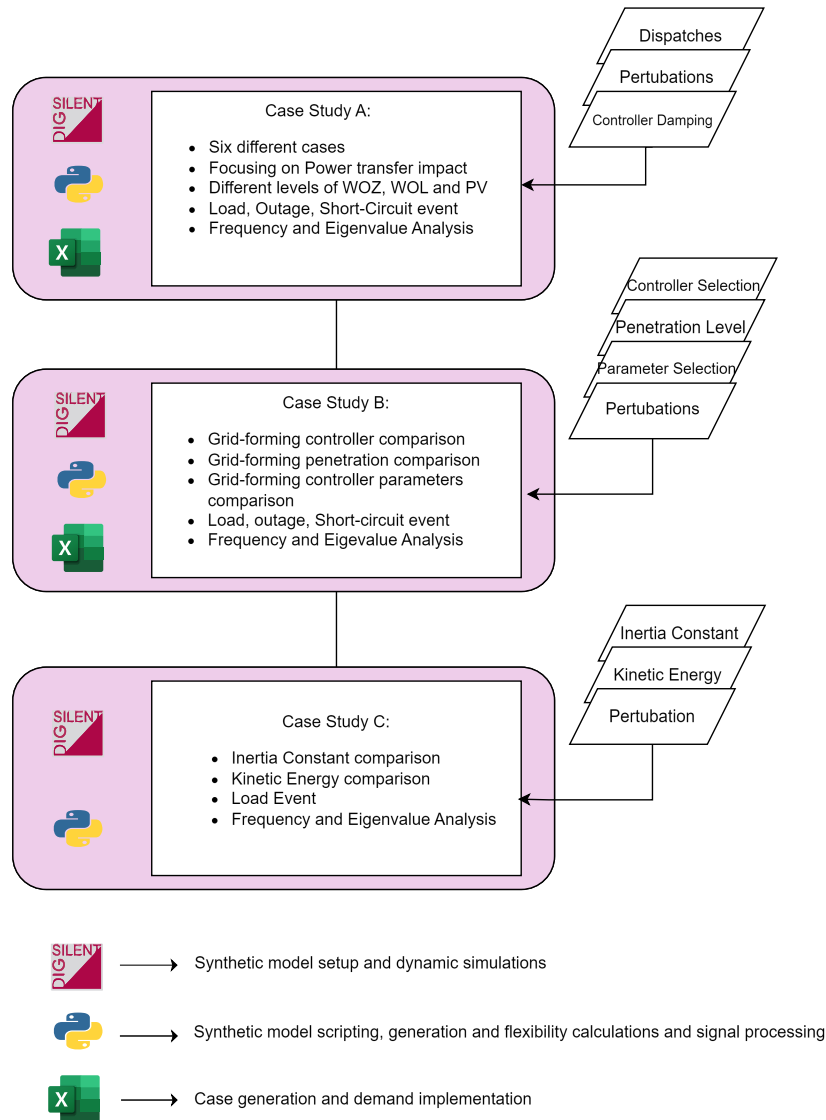 Dispatches
Pertubations
Controller Damping
DIG SILENT
X
Case Study A:
Six different cases
Focusing on Power transfer impact
Different levels of WOZ, WOL and PV
Load, Outage, Short-Circuit event
Frequency and Eigenvalue Analysis
Controller Selection
Penetration Level
Parameter Selection
Pertubations
DIG SILENT
X
Case Study B:
Grid-forming controller comparison
Grid-forming penetration comparison
Grid-forming controller parameters
comparison
Load, outage, Short-circuit event
Frequency and Eigevalue Analysis
Inertia Constant
Kinetic Energy
Pertubation
DIG SILENT
Case Study C:
Inertia Constant comparison
Kinetic Energy comparison
Load Event
Frequency and Eigenvalue Analysis
DIG SILENT
Synthetic model setup and dynamic simulations
Synthetic model scripting, generation and flexibility calculations and signal processing
X
Case generation and demand implementation